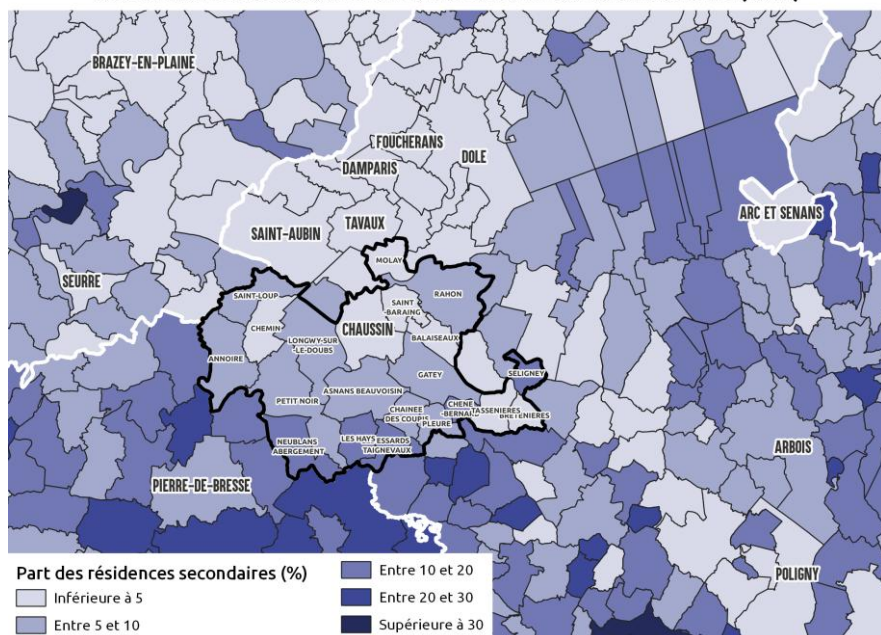 BRAZEY-EN-PLAINE
FOUCHERANS
DOLE
DAMPARIS
SAINT-AUBIN
TAVAUX
ARC ET SENANS
MOLAY
SEURRE
SAINT-LOUP
RAHON
SAINT
BARAING
CHEMIN
CHAUSSIN
LONGWY-SUR
-LE-DOUBS
BALAISEAUX
ANNOIRE
GATEY
SELIGNEY
ASNANS BEAUVOISIN
PETIT NOIR
CHAINEE
DES COUPIS
CHENE
-BERNARD
TASSENIERES
BRETENIERES
PLEURE
NEUBLANS
ABERGEMENT
LES HAYS
ESSARDS
TAIGNEVAUX
ARBOIS
PIERRE-DE-BRESSE
POLIGNY
Part des résidences secondaires (%)
Inférieure à 5
Entre 5 et 10
Entre 10 et 20
Entre 20 et 30
Supérieure à 30